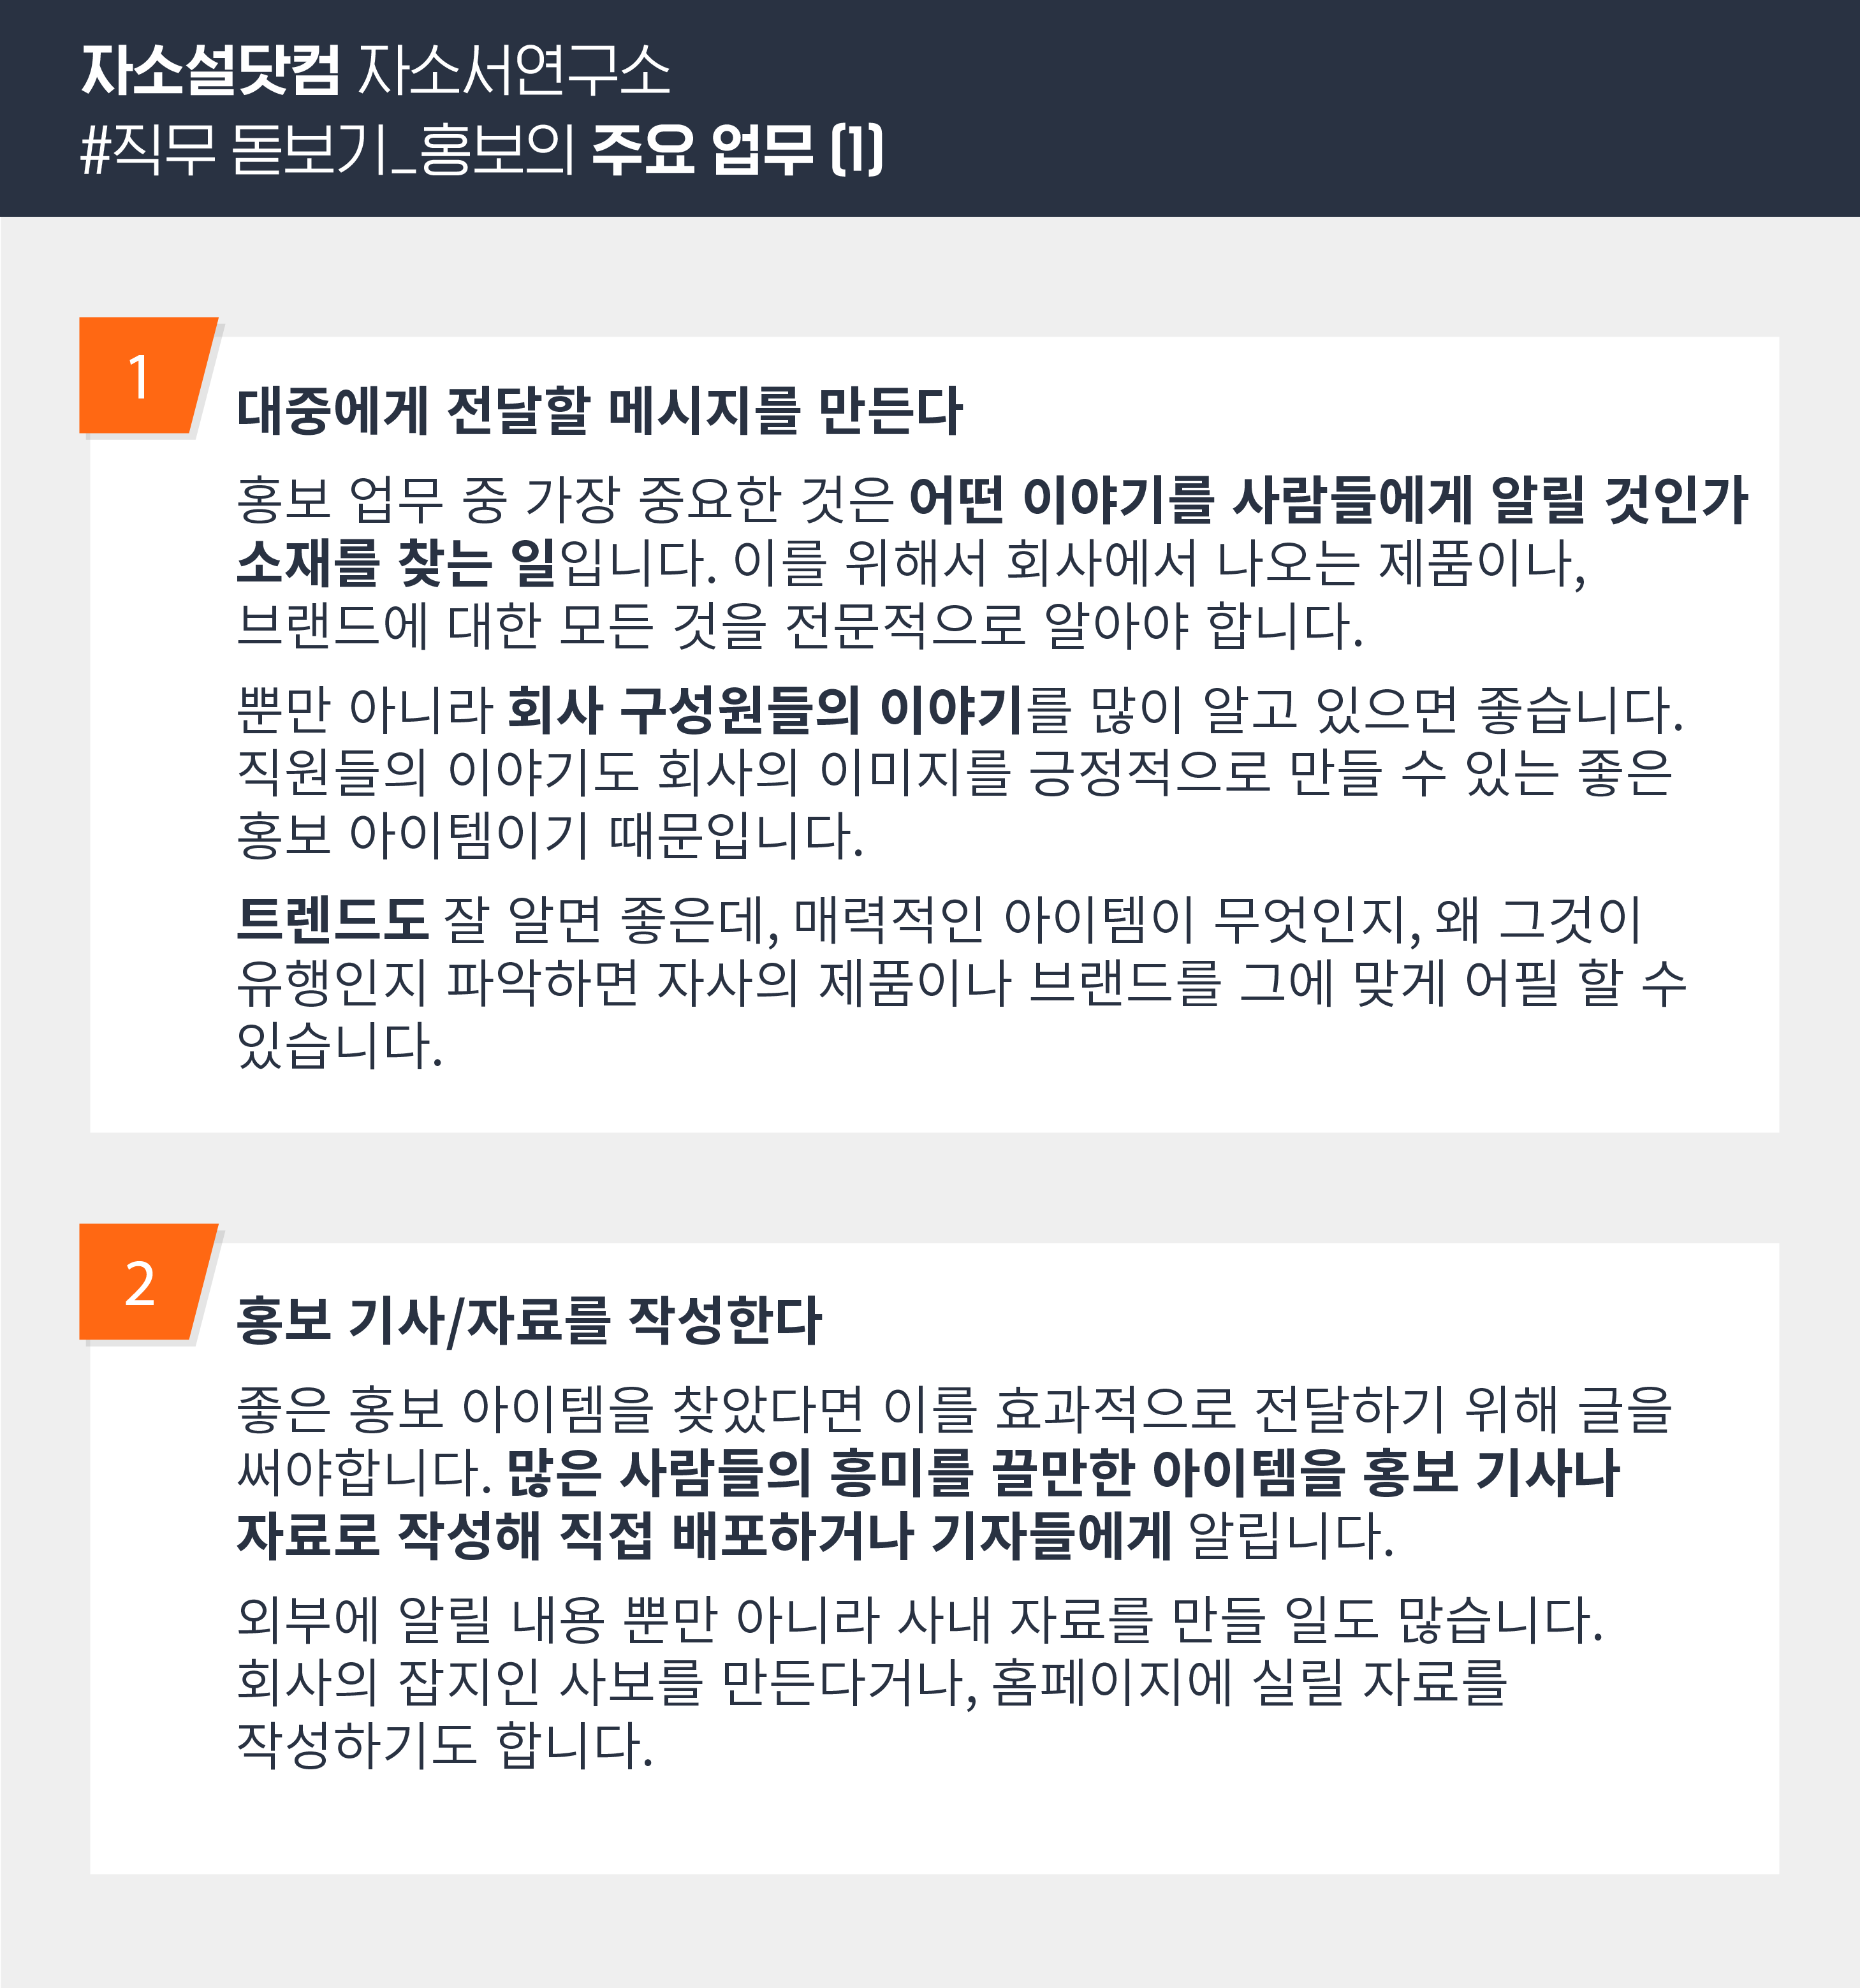 자소설닷컴 자소서연구소
#직무 돋보기_홍보의 주요 업무 (1)
1
대중에게 전달할 메시지를 만든다
홍보 업무 중 가장 중요한 것은 어떤 이야기를 사람들에게 알릴 것인가
소재를 찾는 일입니다. 이를 위해서 회사에서 나오는 제품이나,
브랜드에 대한 모든 것을 전문적으로 알아야 합니다.
뿐만 아니라 회사 구성원들의 이야기를 많이 알고 있으면 좋습니다.
직원들의 이야기도 회사의 이미지를 긍정적으로 만들 수 있는 좋은
홍보 아이템이기 때문입니다.
트렌드도 잘 알면 좋은데, 매력적인 아이템이 무엇인지, 왜 그것이
유행인지 파악하면 자사의 제품이나 브랜드를 그에 맞게 어필 할 수
있습니다.
2
홍보 기사/자료를 작성한다
좋은 홍보 아이템을 찾았다면 이를 효과적으로 전달하기 위해 글을
써야합니다. 많은 사람들의 흥미를 끌만한 아이템을 홍보 기사나
자료로 작성해 직접 배포하거나 기자들에게 알립니다.
외부에 알릴 내용 뿐만 아니라 사내 자료를 만들 일도 많습니다.
회사의 잡지인 사보를 만든다거나, 홈페이지에 실릴 자료를
작성하기도 합니다.